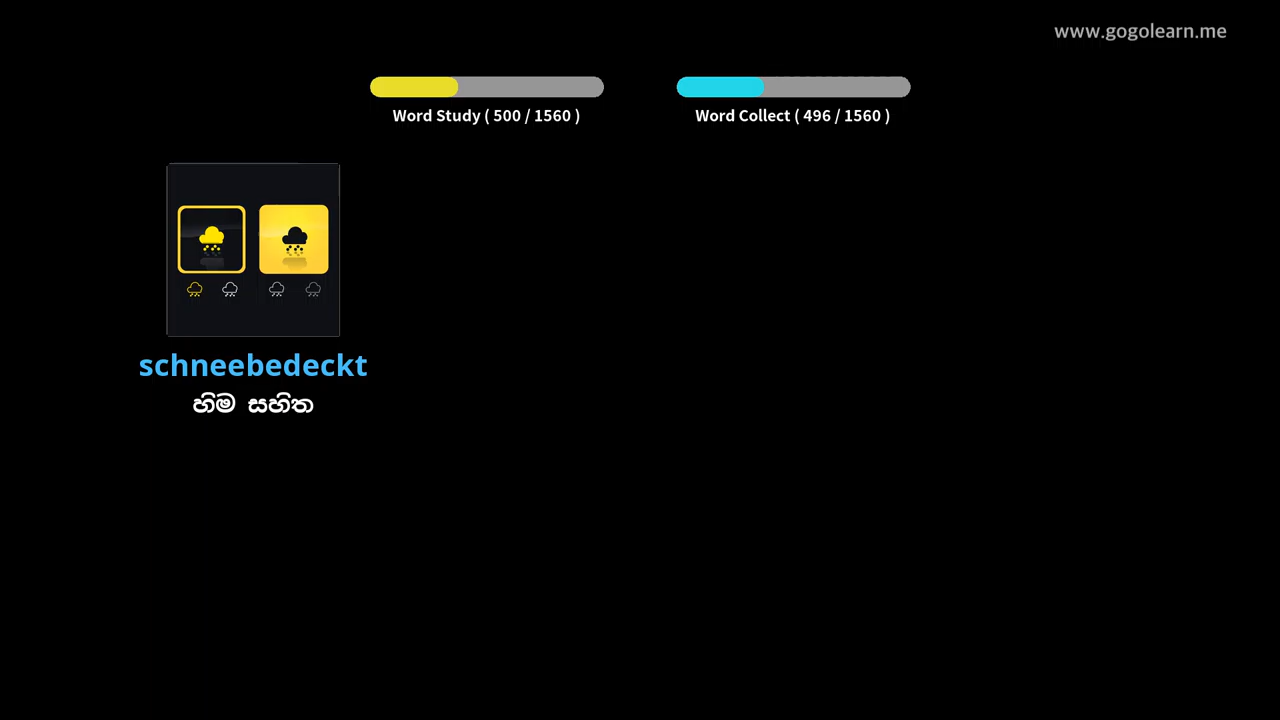 www.gogolearn.me
Word Study ( 500 / 1560 )
Word Collect ( 496 / 1560 )
schneebedeckt
හිම සහිත